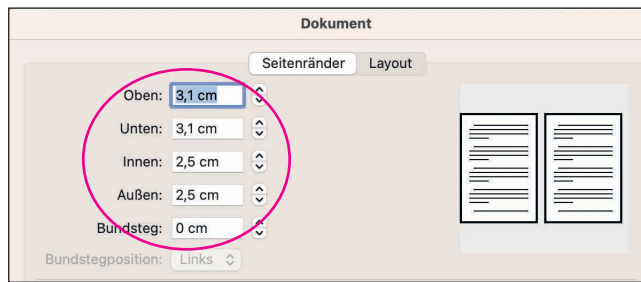 Dokument
Seitenränder Layout
Oben: 3,1 cm
Unten: 3,1 cm
Innen: 2,5 cm
Außen: 2,5 cm
Bundsteg: 0 cm
Bundstegposition: Links